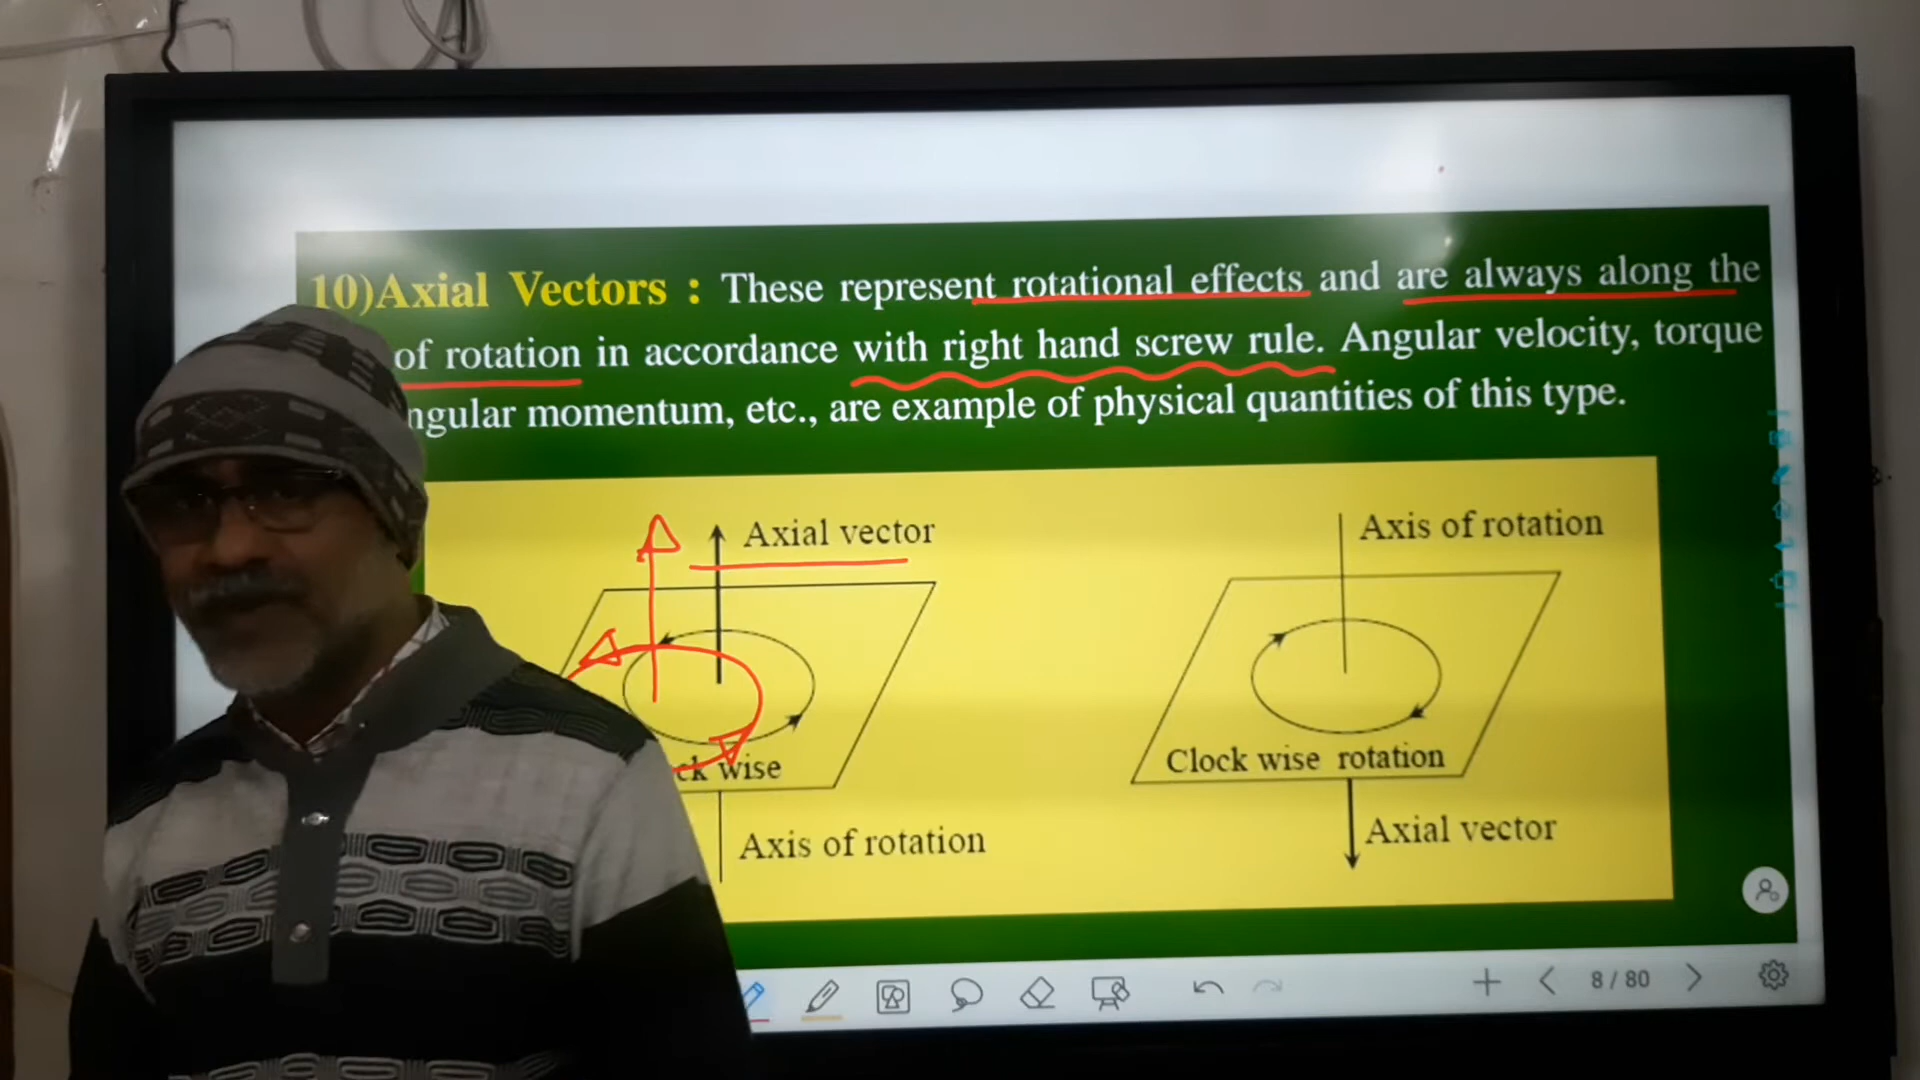 10)Axial Vectors : These represent rotational effects and are always along the
of rotation in accordance with right hand screw rule. Angular velocity, torque
ngular momentum, etc., are example of physical quantities of this type.
Axial vector
Axis of rotation
ck wise
Clock wise rotation
Axis of rotation
Axial vector
8 / 80